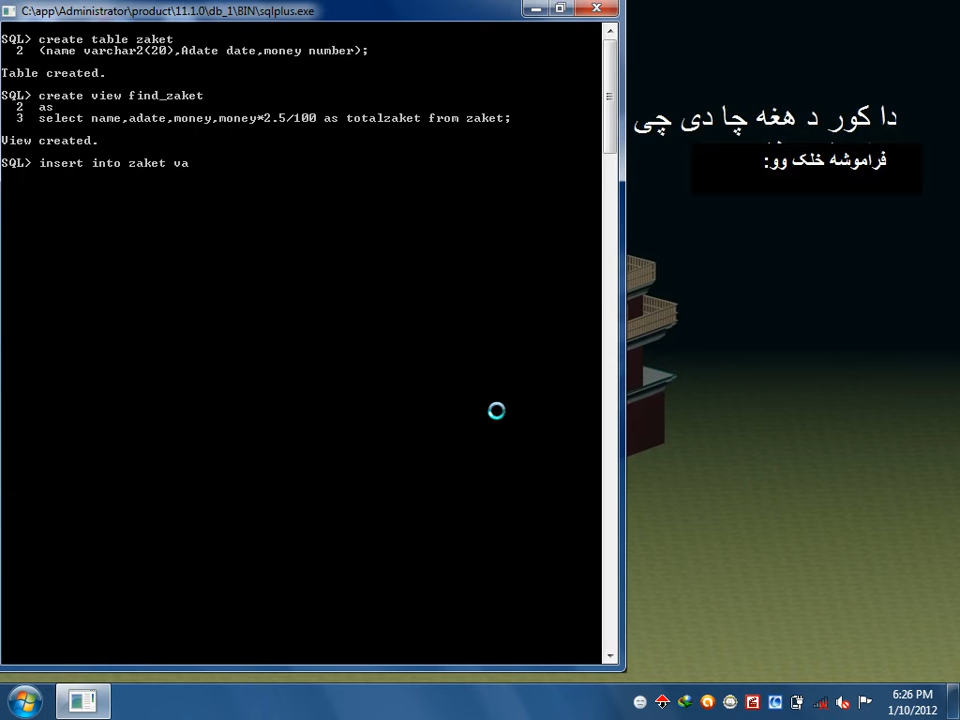 C:\app\Administrator\product\11.1.0\db_1\BIN\sqlplus.exe
SQL> create table zaket
2 (name varchar2(20),Adate date,money number);
Table created.
SQL> create view find_zaket
2 as
3 select name,adate,money,money*2.5/100 as totalzaket from zaket;
View created.
SQL> insert into zaket va
دا کور د هغه چا دی چی
فراموشه خلک وو:
6:26 PM
1/10/2012